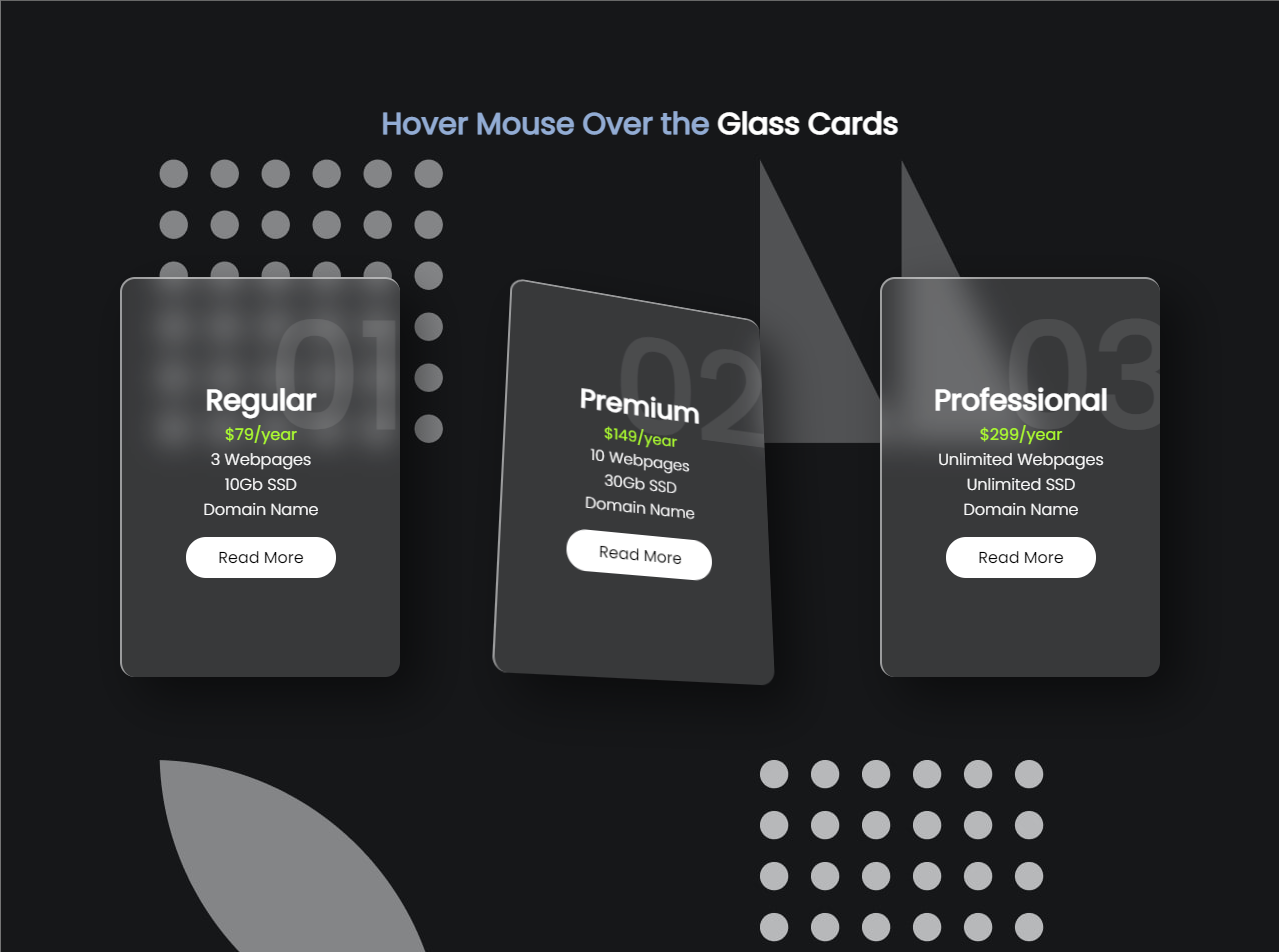 Hover Mouse Over the Glass Cards
01
Regular
$79/year
3 Webpages
10Gb SSD
Domain Name
Read More
02
Premium
$149/year
10 Webpages
30Gb SSD
Domain Name
Read More
03
Professional
$299/year
Unlimited Webpages
Unlimited SSD
Domain Name
Read More